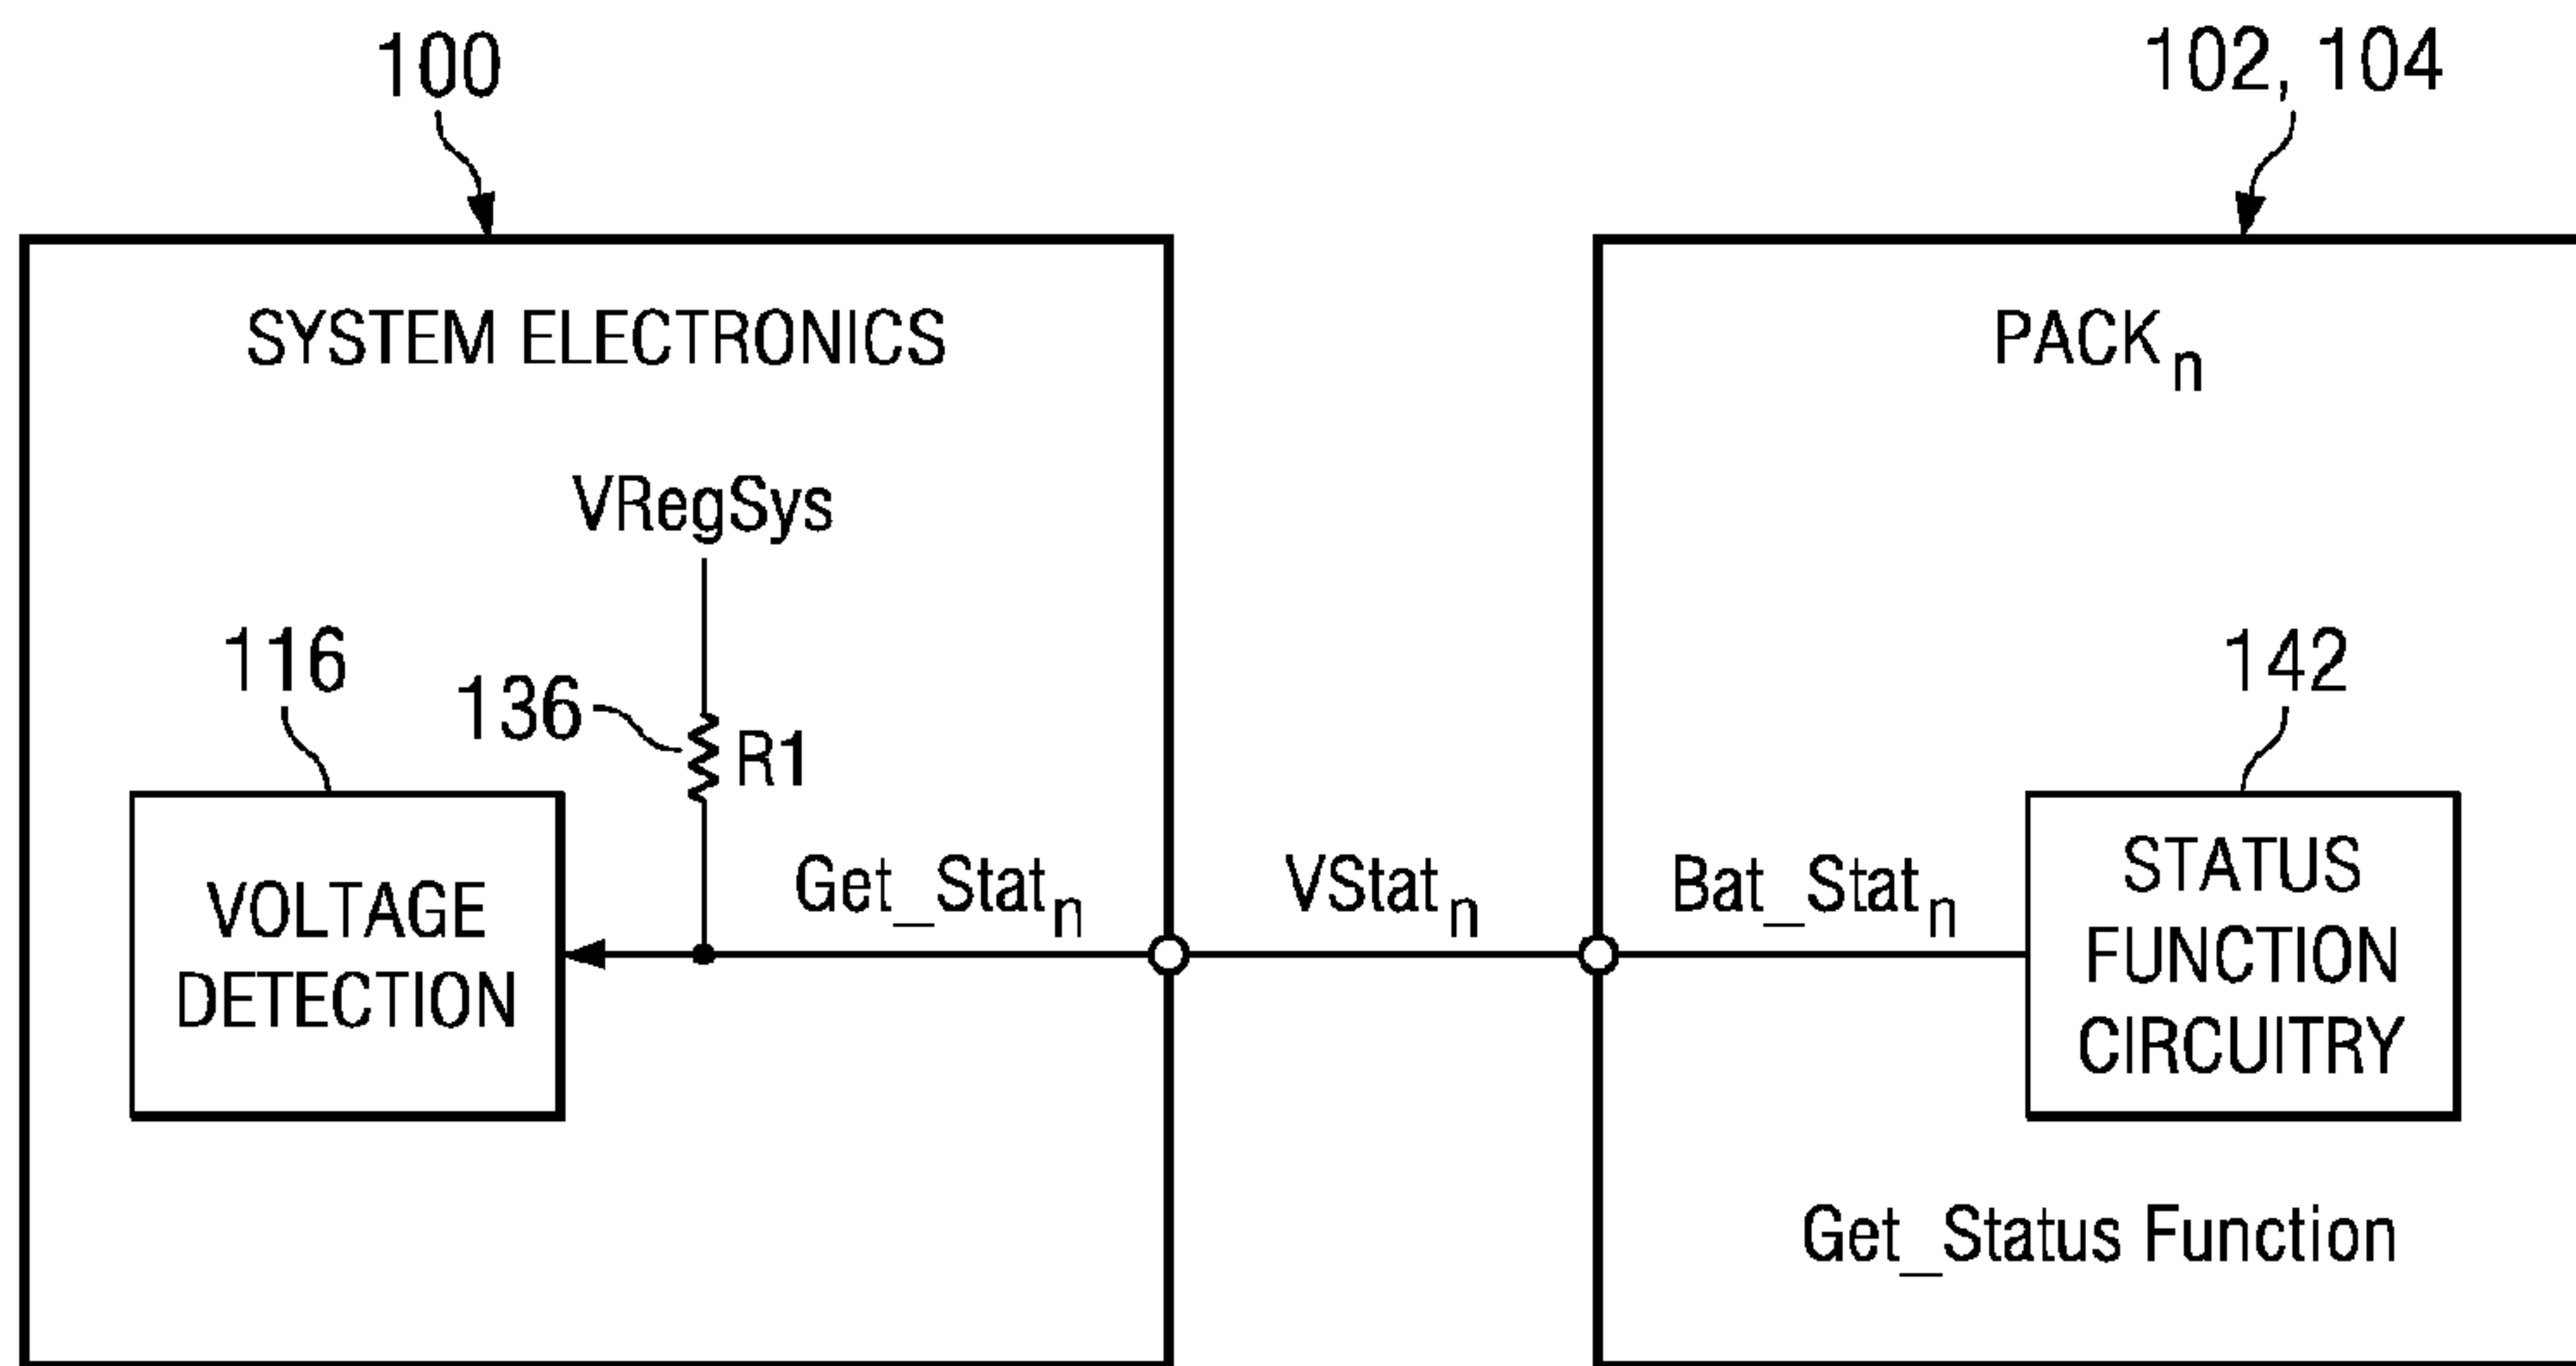 100
102, 104
SYSTEM ELECTRONICS
PACKn
VRegSys
116
136
R1
142
VOLTAGE
DETECTION
Get_Statn
VStatn
Bat_Statn
STATUS
FUNCTION
CIRCUITRY
Get_Status Function